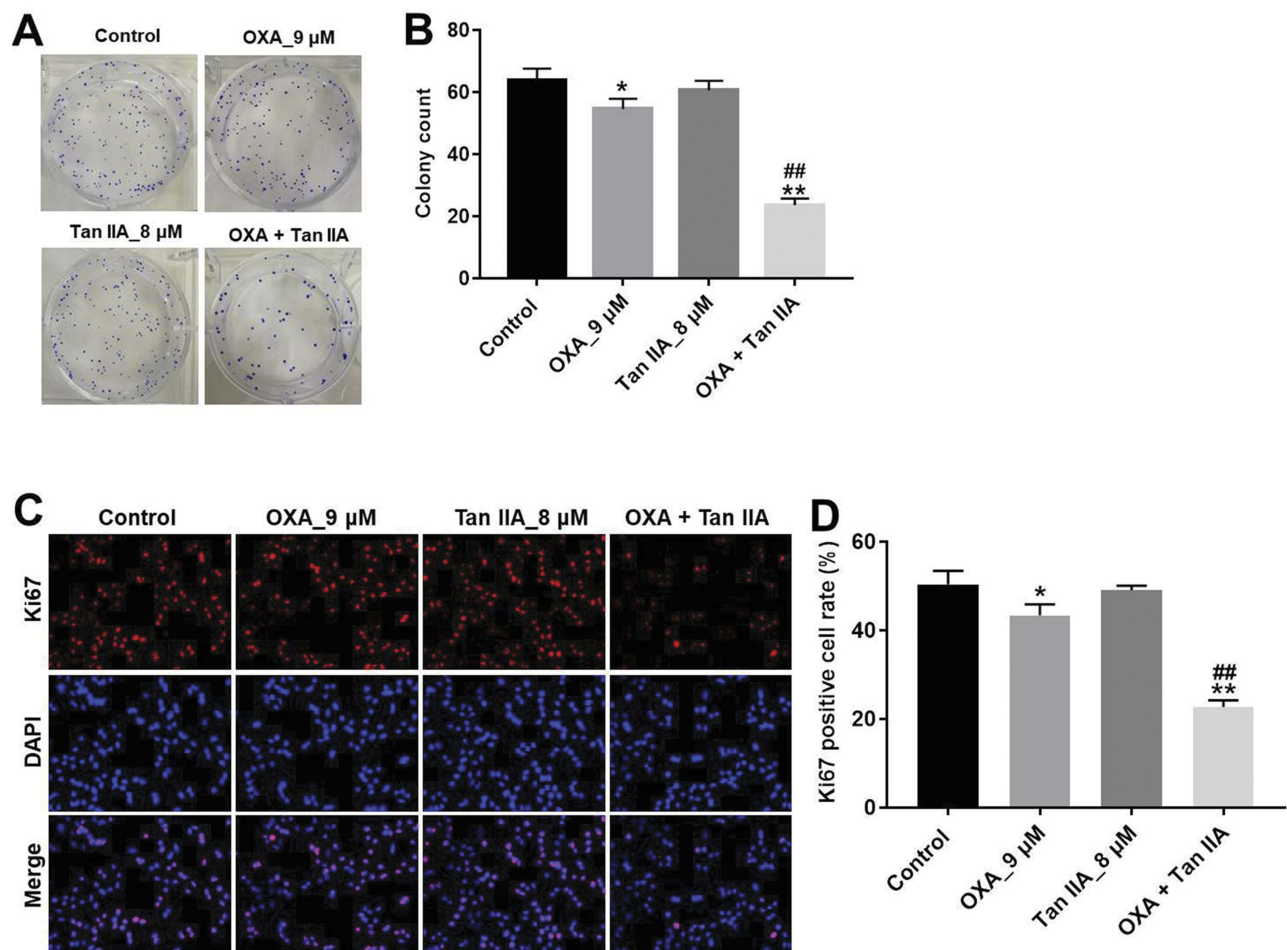 A
Control
OXA_9 μM
Tan IIA_8 μM
OXA + Tan IIA
B
80
60
40
20
0
Colony count
*
##
**
Control
OXA_9 μM
Tan IIA_8 μM
OXA + Tan IIA
C
Control
OXA_9 μM
Tan IIA_8 μM
OXA + Tan IIA
Ki67
DAPI
Merge
D
60
40
20
0
Ki67 positive cell rate (%)
*
##
**
Control
OXA_9 μM
Tan IIA_8 μM
OXA + Tan IIA